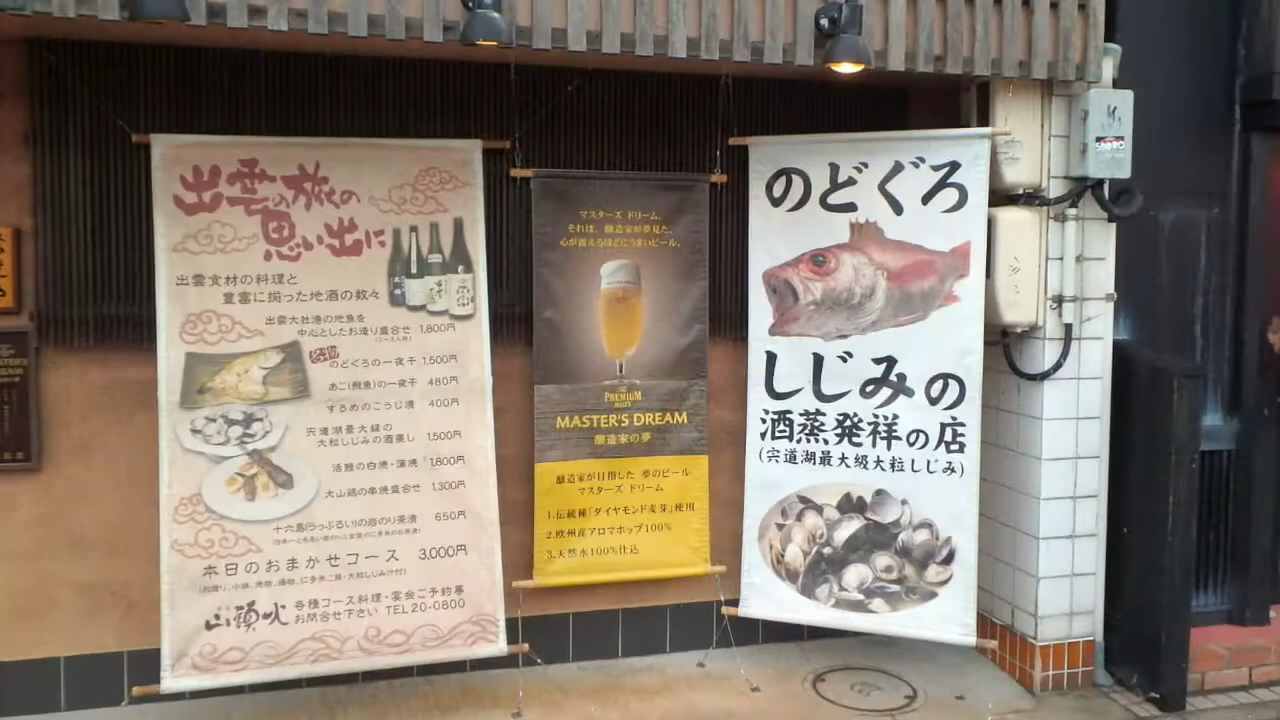 出雲の旅の
思い出に
出雲食材の料理と
豊富に揃った地酒の数々
出雲大社港の地魚を
中心としたお造り盛合せ 1,800円
名物 のどぐろの一夜干 1,500円
あご(飛魚)の一夜干 480円
するめのこうじ漬 400円
宍道湖最大級の
大粒しじみの酒蒸し 1,500円
活鰻の白焼・蒲焼 1,800円
大山鶏の串焼盛合せ 1,300円
十六島(うっぷるい)の岩のり茶漬 650円
本日のおまかせコース 3,000円
山頭火
各種コース料理・宴会ご予約等
お問合せ下さい TEL20-0800
マスターズ ドリーム。
それは、醸造家が夢見た、
心が震えるほどにうまいビール。
THE
PREMIUM
MALT'S
MASTER'S DREAM
醸造家の夢
醸造家が目指した 夢のビール
マスターズ ドリーム
1.伝統種「ダイヤモンド麦芽」使用
2.欧州産アロマホップ100%
3.天然水100%仕込
のどぐろ
しじみの
酒蒸発祥の店
(宍道湖最大級大粒しじみ)